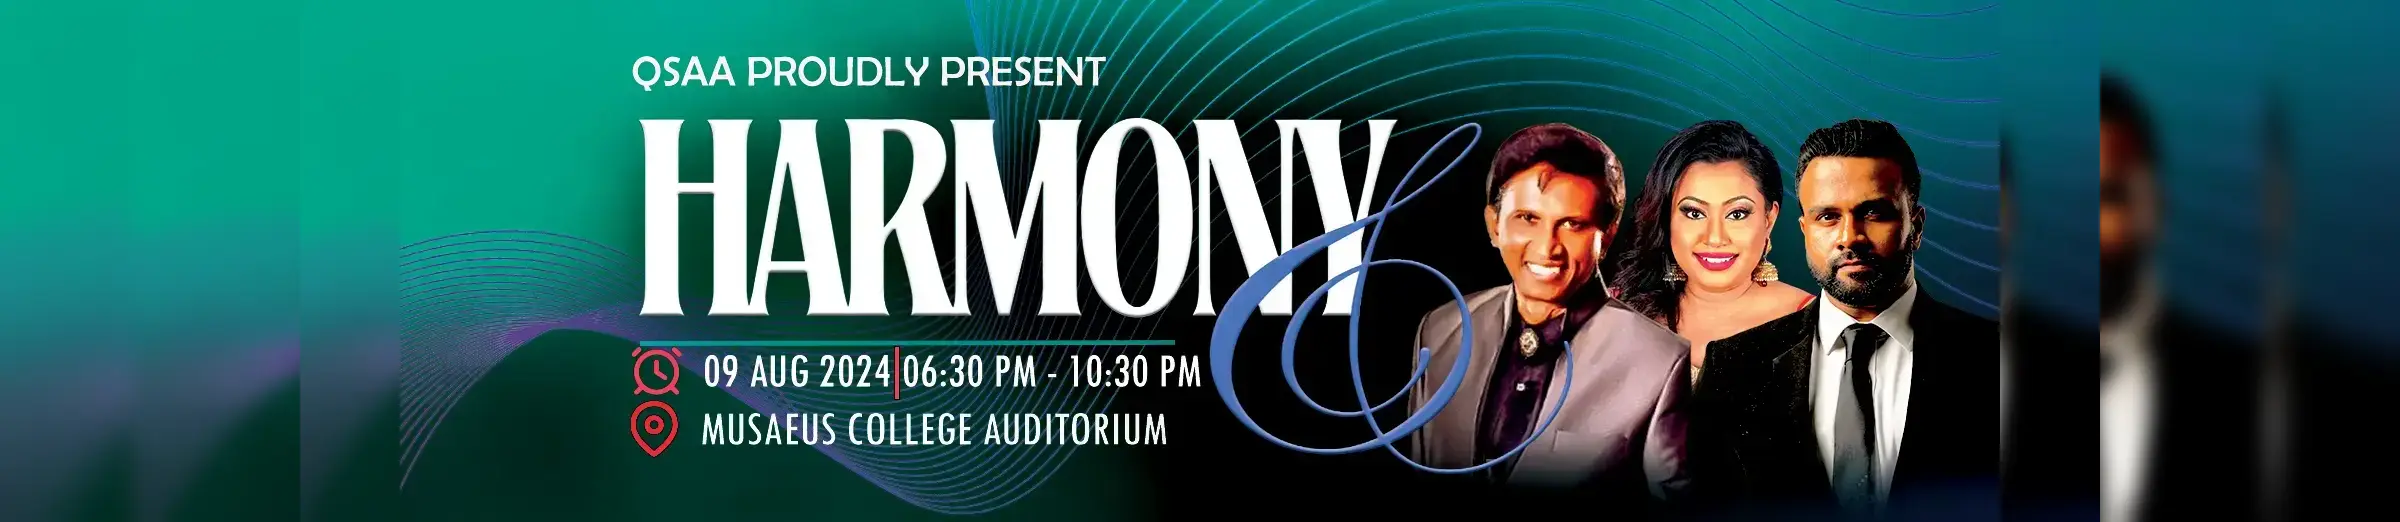 QSAA PROUDLY PRESENT
HARMONY
09 AUG 2024|06:30 PM - 10:30 PM
MUSAEUS COLLEGE AUDITORIUM